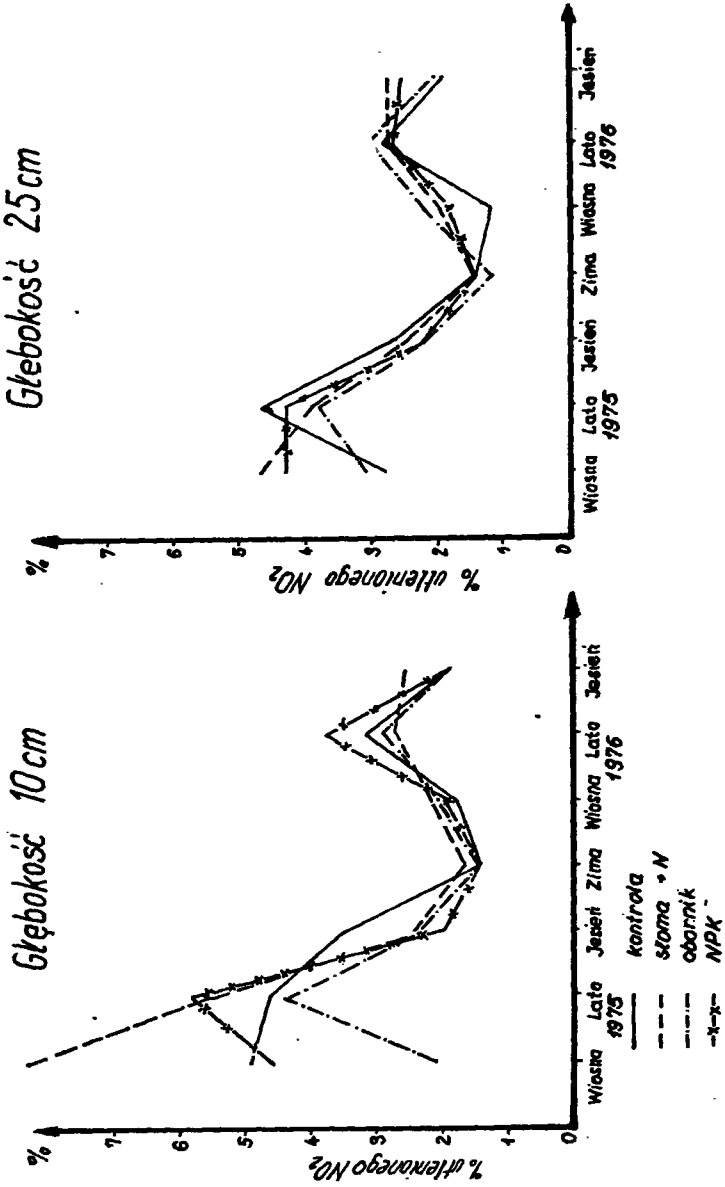 Głębokość 10cm
%
7
6
5
4
3
2
1
0
% utlenionego NO2
Wiosna Lato Jesień Zima Wiosna Lato Jesień
1975 1976
kontrola
słoma + N
obornik
-x-x- NPK
Głebokość 25cm
%
7
6
5
4
3
2
1
0
% utlenionego NO2
Wiosna Lato Jesień Zima Wiosna Lato Jesień
1975 1976